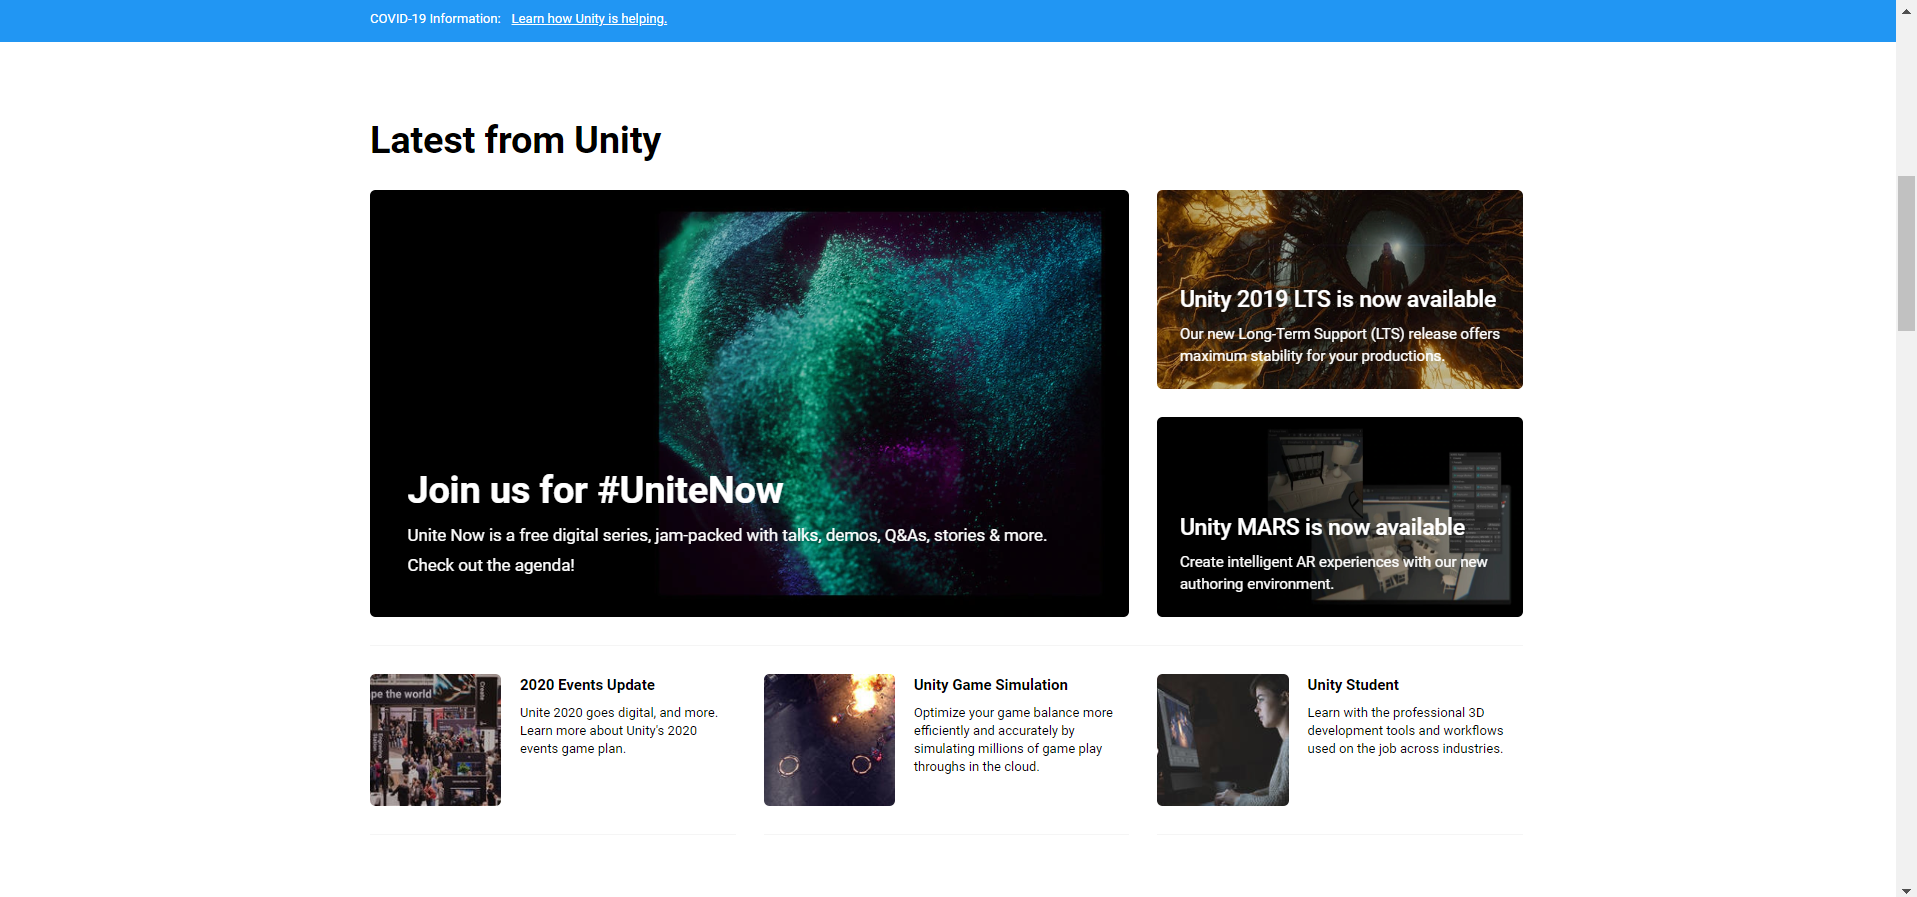 COVID-19 Information: Learn how Unity is helping.
Latest from Unity
Join us for #UniteNow
Unite Now is a free digital series, jam-packed with talks, demos, Q&As, stories & more.
Check out the agenda!
Unity 2019 LTS is now available
Our new Long-Term Support (LTS) release offers
maximum stability for your productions.
Unity MARS is now available
Create intelligent AR experiences with our new
authoring environment.
pe the world
Create
2020 Events Update
Unite 2020 goes digital, and more.
Learn more about Unity's 2020
events game plan.
Unity Game Simulation
Optimize your game balance more
efficiently and accurately by
simulating millions of game play
throughs in the cloud.
Unity Student
Learn with the professional 3D
development tools and workflows
used on the job across industries.